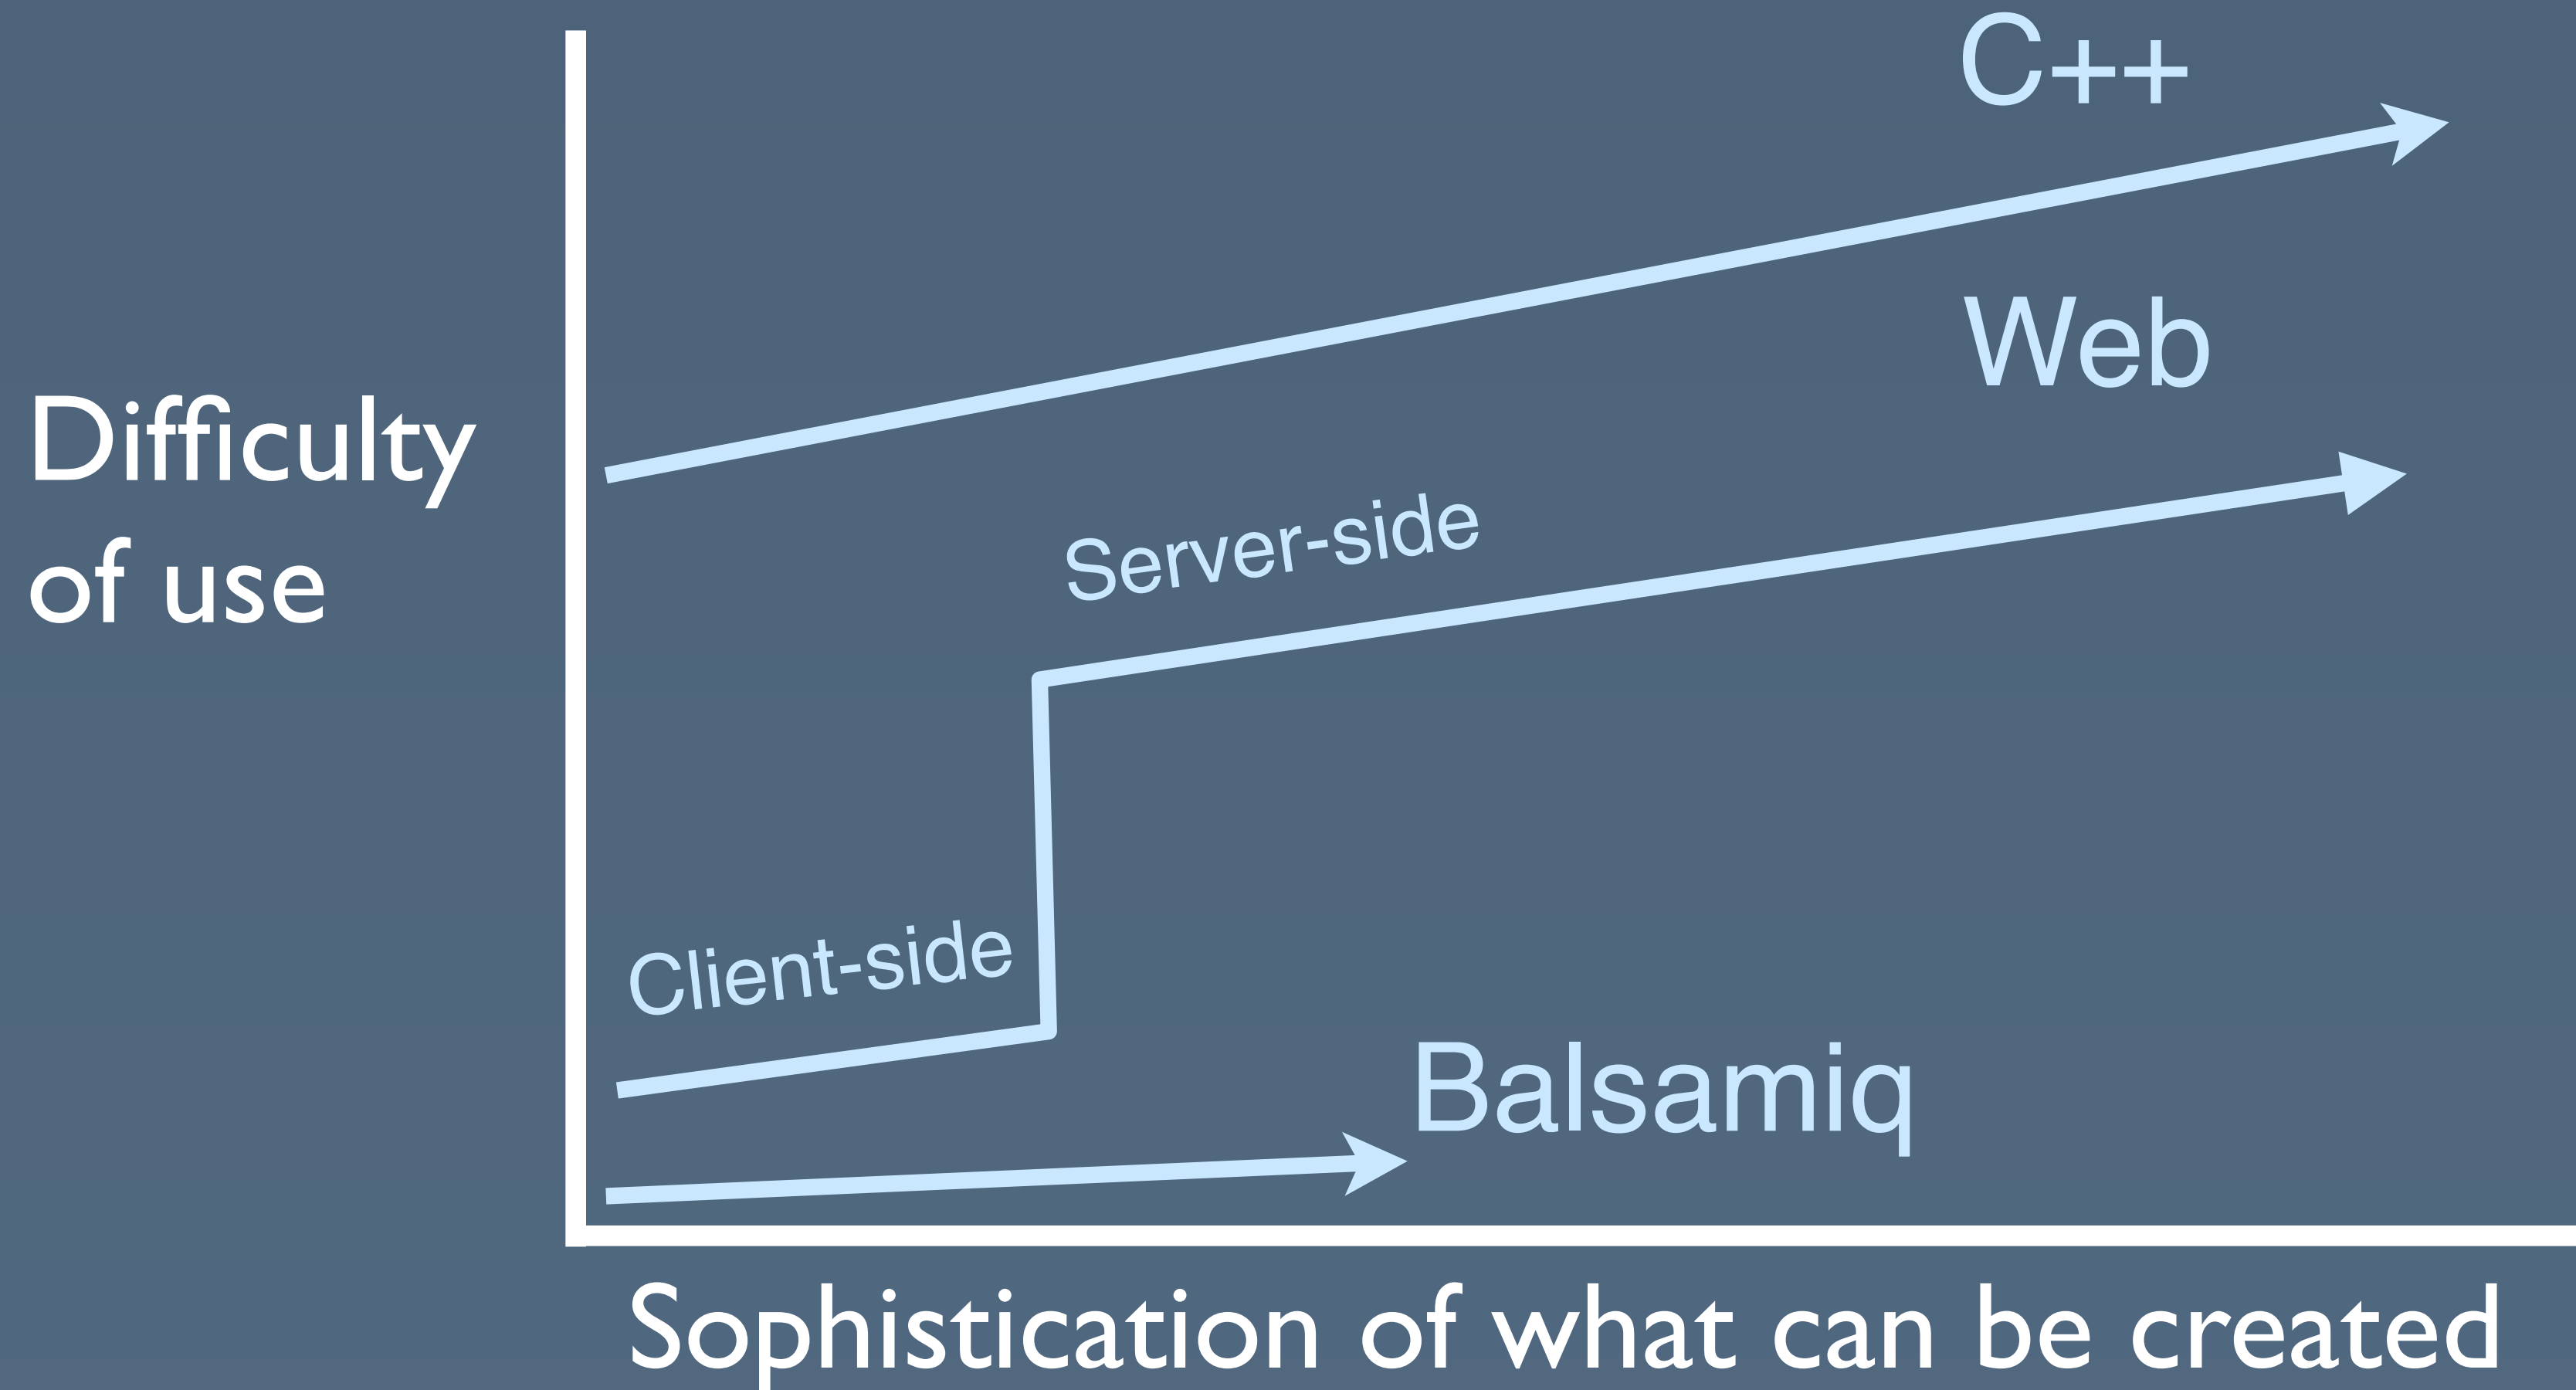 C++
Web
Difficulty
of use
Server-side
Client-side
Balsamiq
Sophistication of what can be created